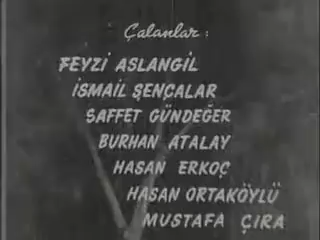 Çalanlar:
FEYZİ ASLANGİL
İSMAİL ŞENÇALAR
SAFFET GÜNDEĞER
BURHAN ATALAY
HASAN ERKOÇ
HASAN ORTAKÖYLÜ
MUSTAFA ÇIRA